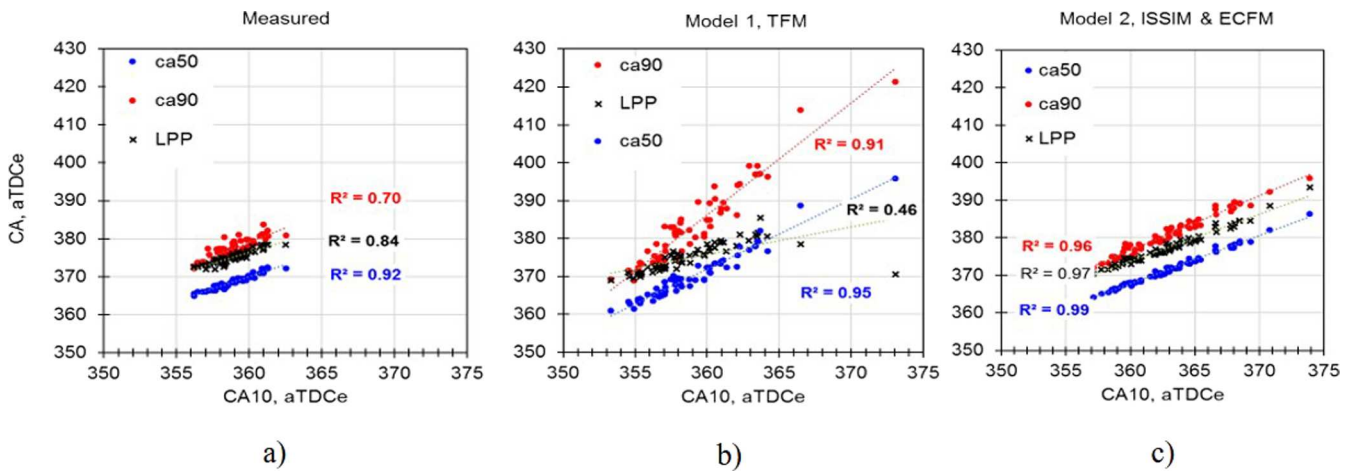 Measured
CA, aTDCe
430
420
410
400
390
380
370
360
350
ca50
ca90
LPP
R² = 0.70
R² = 0.84
R² = 0.92
350
355
360
365
370
375
CA10, aTDCe
a)
Model 1, TFM
430
420
410
400
390
380
370
360
350
ca90
LPP
ca50
R² = 0.91
R² = 0.46
R² = 0.95
350
355
360
365
370
375
CA10, aTDCe
b)
Model 2, ISSIM & ECFM
430
420
410
400
390
380
370
360
350
ca50
ca90
LPP
R² = 0.96
R² = 0.97
R² = 0.99
350
355
360
365
370
375
CA10, aTDCe
c)